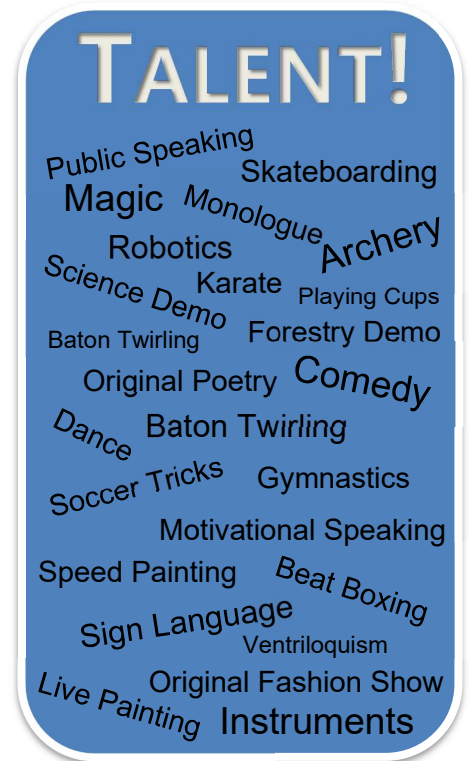 TALENT!
Public Speaking
Skateboarding
Magic
Monologue
Archery
Robotics
Science Demo
Karate
Playing Cups
Baton Twirling
Forestry Demo
Original Poetry
Comedy
Dance
Baton Twirling
Soccer Tricks
Gymnastics
Motivational Speaking
Speed Painting
Beat Boxing
Sign Language
Ventriloquism
Original Fashion Show
Live Painting
Instruments